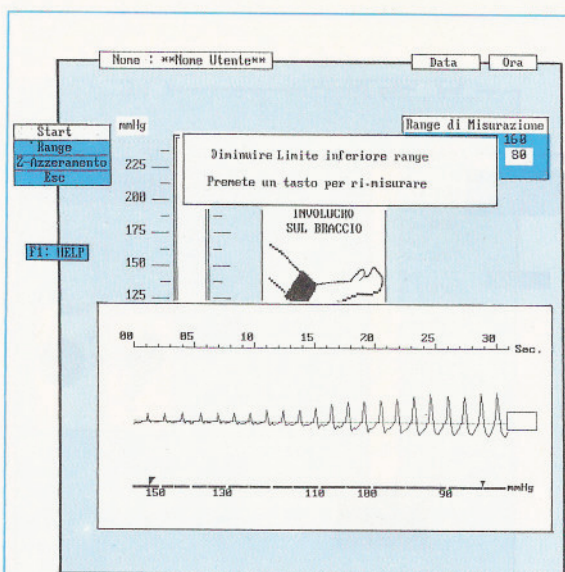 Nome : **Nome Utente**
Data
Ora
Start
Range
Z-Azzeramento
Esc
F1: HELP
mmHg
225
200
175
150
125
Range di Misurazione
160
80
Diminuire Limite inferiore range
Premete un tasto per ri-misurare
INVOLUCRO
SUL BRACCIO
00 05 10 15 20 25 30 Sec.
150 130 110 100 90 mmHg